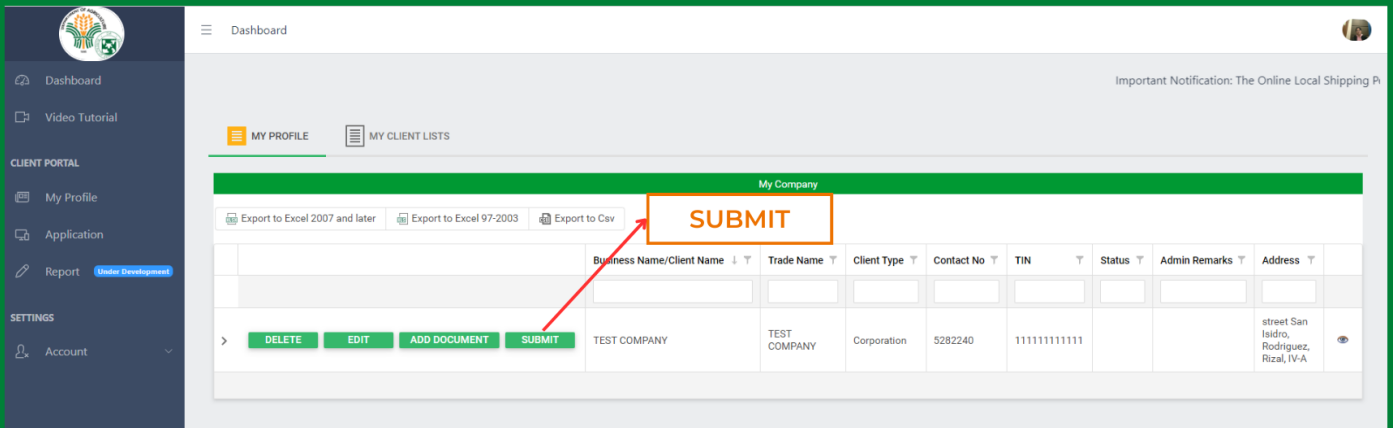 Dashboard
Important Notification: The Online Local Shipping
Dashboard
Video Tutorial
CLIENT PORTAL
My Profile
Application
Report Under Development
SETTINGS
Account
MY PROFILE
MY CLIENT LISTS
My Company
Export to Excel 2007 and later
Export to Excel 97-2003
Export to Csv
SUBMIT
Business Name/Client Name
Trade Name
Client Type
Contact No
TIN
Status
Admin Remarks
Address
DELETE
EDIT
ADD DOCUMENT
SUBMIT
TEST COMPANY
TEST
COMPANY
Corporation
5282240
111111111111
street San
Isidro,
Rodriguez,
Rizal, IV-A